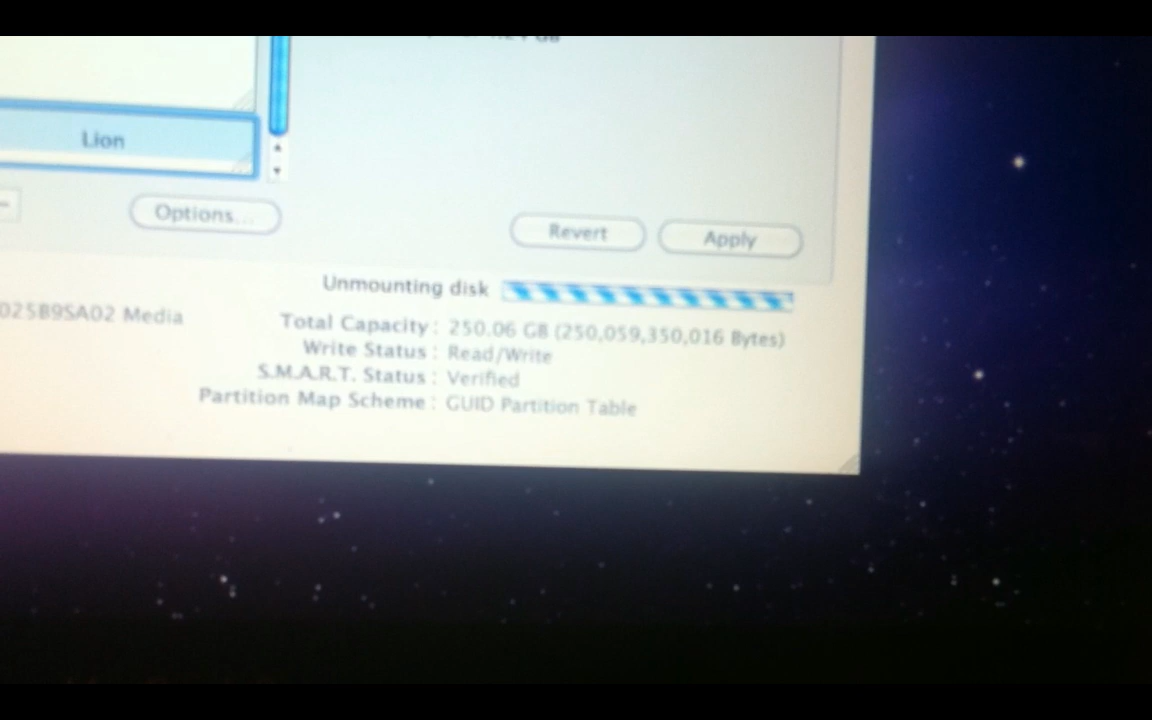 Lion
Options...
Revert
Apply
Unmounting disk
025B9SA02 Media
Total Capacity : 250.06 GB (250,059,350,016 Bytes)
Write Status : Read/Write
S.M.A.R.T. Status : Verified
Partition Map Scheme : GUID Partition Table